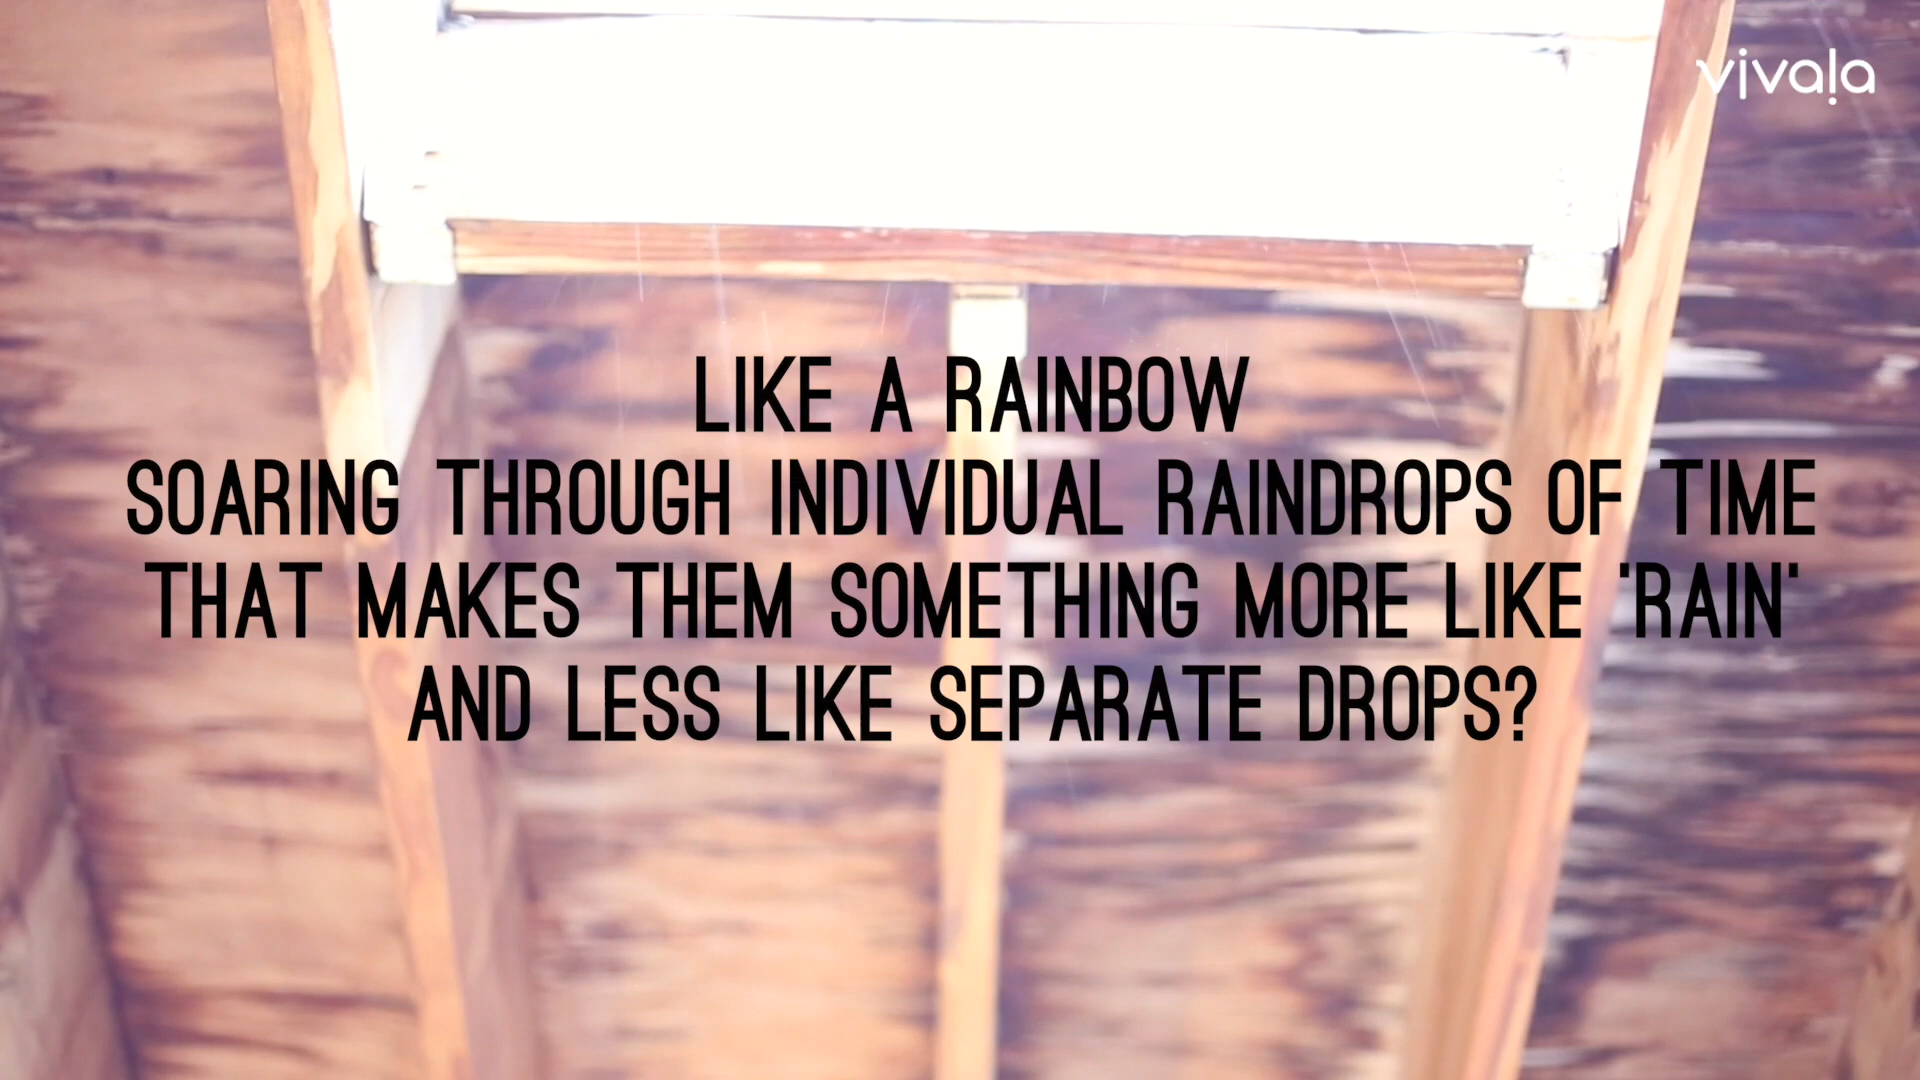 vivala
LIKE A RAINBOW
SOARING THROUGH INDIVIDUAL RAINDROPS OF TIME
THAT MAKES THEM SOMETHING MORE LIKE 'RAIN'
AND LESS LIKE SEPARATE DROPS?